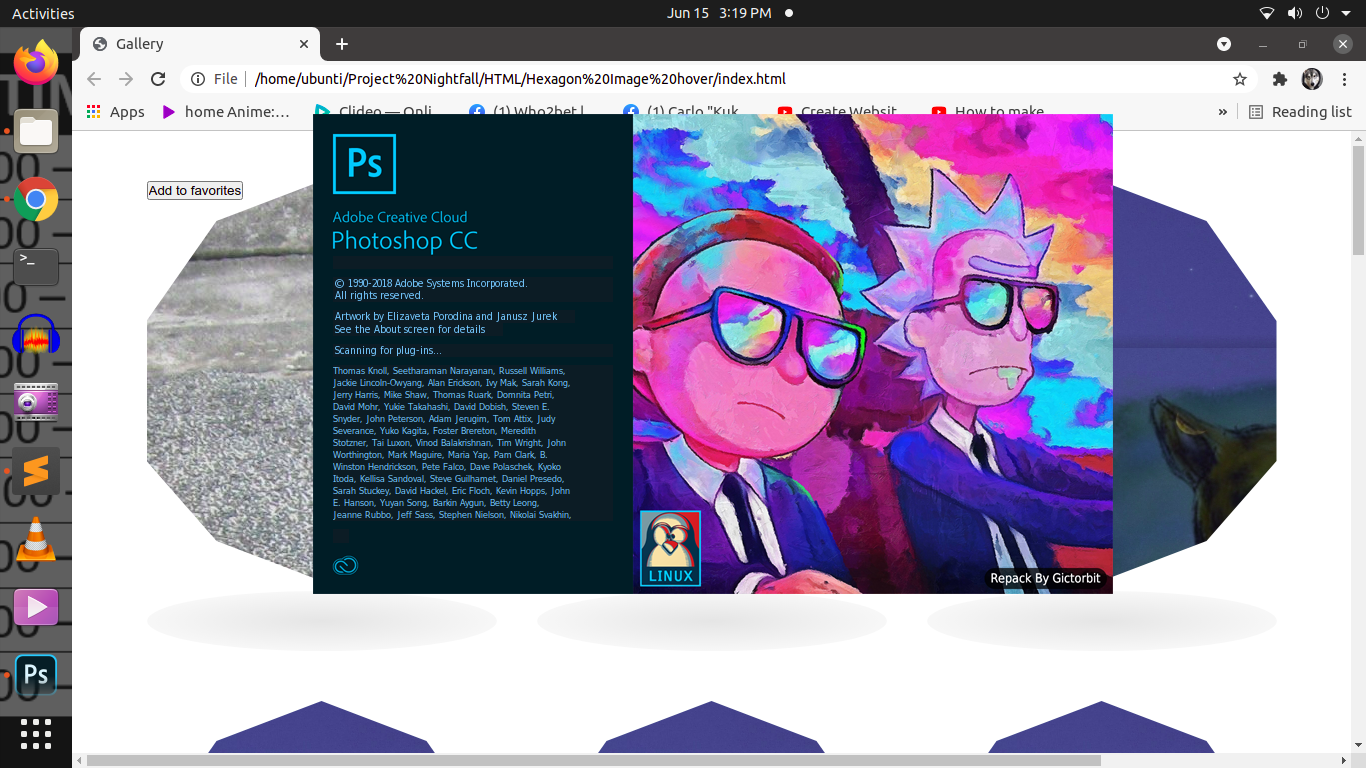 Activities
Jun 15 3:19 PM
Gallery
File
/home/ubunti/Project%20Nightfall/HTML/Hexagon%20Image%20hover/index.html
Apps
home Anime:…
Clideo — Onli…
(1) Who2bet |…
(1) Carlo "Kuk…
Create Websit…
How to make…
»
Reading list
Add to favorites
Ps
Adobe Creative Cloud
Photoshop CC
© 1990-2018 Adobe Systems Incorporated.
All rights reserved.
Artwork by Elizaveta Porodina and Janusz Jurek
See the About screen for details
Scanning for plug-ins...
Thomas Knoll, Seetharaman Narayanan, Russell Williams,
Jackie Lincoln-Owyang, Alan Erickson, Ivy Mak, Sarah Kong,
Jerry Harris, Mike Shaw, Thomas Ruark, Domnita Petri,
David Mohr, Yukie Takahashi, David Dobish, Steven E.
Snyder, John Peterson, Adam Jerugim, Tom Attix, Judy
Severance, Yuko Kagita, Foster Brereton, Meredith
Stotzner, Tai Luxon, Vinod Balakrishnan, Tim Wright, John
Worthington, Mark Maguire, Maria Yap, Pam Clark, B.
Winston Hendrickson, Pete Falco, Dave Polaschek, Kyoko
Itoda, Kellisa Sandoval, Steve Guilhamet, Daniel Presedo,
Sarah Stuckey, David Hackel, Eric Floch, Kevin Hopps, John
E. Hanson, Yuyan Song, Barkin Aygun, Betty Leong,
Jeanne Rubbo, Jeff Sass, Stephen Nielson, Nikolai Svakhin,
LINUX
Repack By Gictorbit
>_
Ps